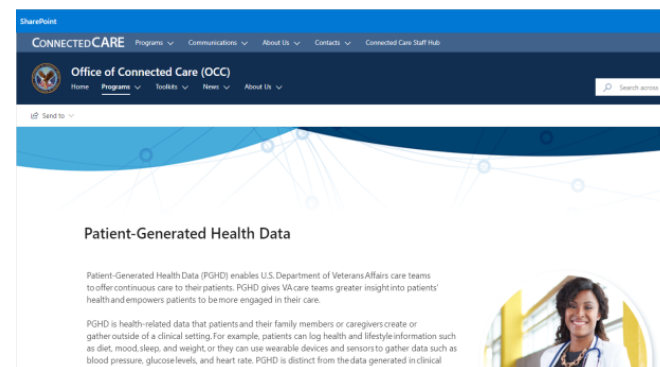 SharePoint
CONNECTEDCARE Programs Communications About Us Contacts Connected Care Staff Hub
Office of Connected Care (OCC)
Home Programs Toolkits News About Us
Search across
Send to
Patient-Generated Health Data
Patient-Generated Health Data (PGHD) enables U.S. Department of Veterans Affairs care teams
to offer continuous care to their patients. PGHD gives VA care teams greater insight into patients'
health and empowers patients to be more engaged in their care.
PGHD is health-related data that patients and their family members or caregivers create or
gather outside of a clinical setting. For example, patients can log health and lifestyle information such
as diet, mood, sleep, and weight, or they can use wearable devices and sensors to gather data such as
blood pressure, glucose levels, and heart rate. PGHD is distinct from the data generated in clinical